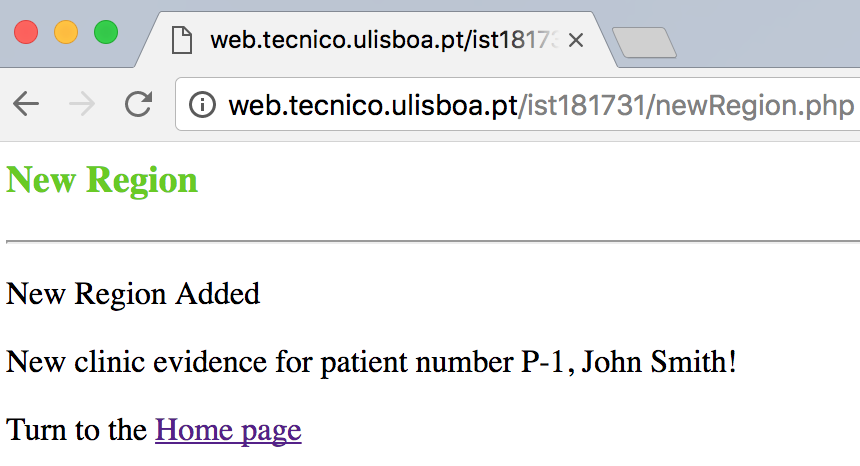 web.tecnico.ulisboa.pt/ist18173
web.tecnico.ulisboa.pt/ist181731/newRegion.php
New Region
New Region Added
New clinic evidence for patient number P-1, John Smith!
Turn to the Home page